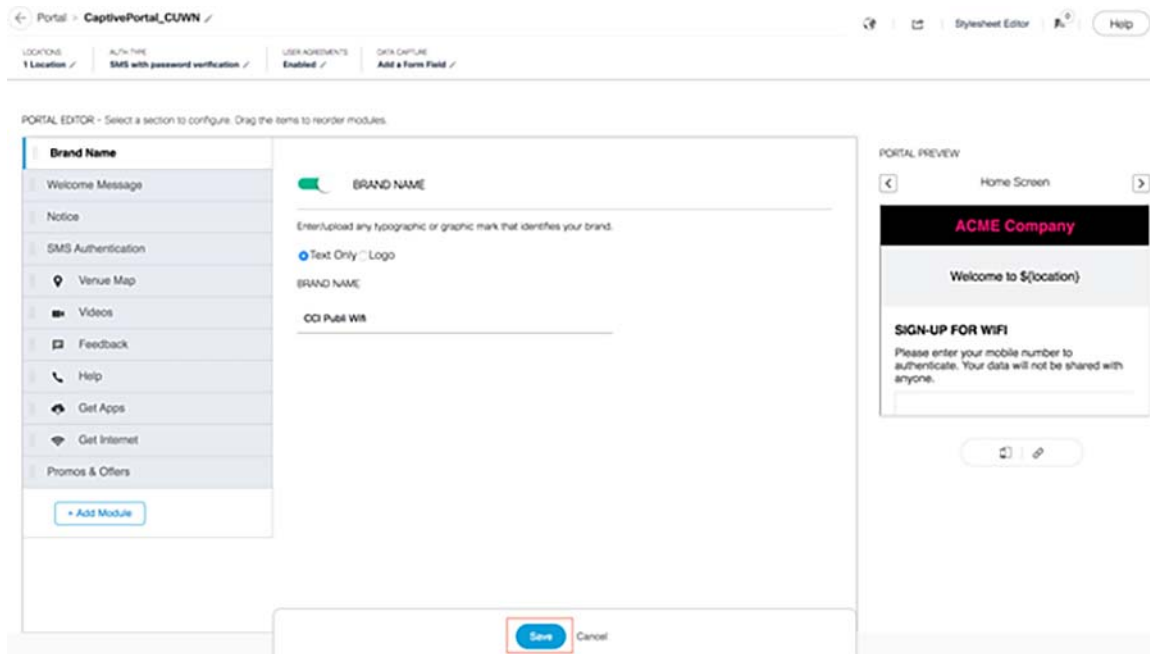 Portal > CaptivePortal_CUWN
Stylesheet Editor
0
Help
LOCATIONS
1 Location
AUTH TYPE
SMS with password verification
USER AGREEMENTS
Enabled
DATA CAPTURE
Add a Form Field
PORTAL EDITOR - Select a section to configure. Drag the items to reorder modules.
Brand Name
Welcome Message
Notice
SMS Authentication
Venue Map
Videos
Feedback
Help
Get Apps
Get Internet
Promos & Offers
+ Add Module
BRAND NAME
Enter/upload any typographic or graphic mark that identifies your brand.
Text Only Logo
BRAND NAME
CCI Publi Wifi
Save Cancel
PORTAL PREVIEW
< Home Screen >
ACME Company
Welcome to ${location}
SIGN-UP FOR WIFI
Please enter your mobile number to
authenticate. Your data will not be shared with
anyone.